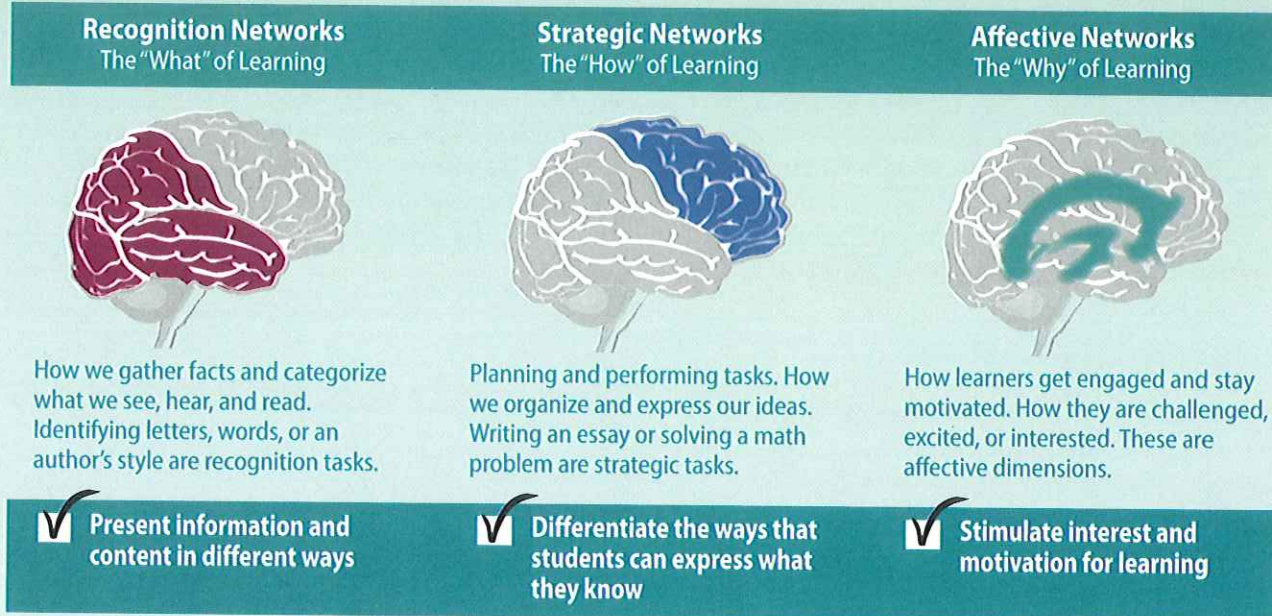 Recognition Networks
The "What" of Learning
How we gather facts and categorize
what we see, hear, and read.
Identifying letters, words, or an
author's style are recognition tasks.
Present information and
content in different ways
Strategic Networks
The "How" of Learning
Planning and performing tasks. How
we organize and express our ideas.
Writing an essay or solving a math
problem are strategic tasks.
Differentiate the ways that
students can express what
they know
Affective Networks
The "Why" of Learning
How learners get engaged and stay
motivated. How they are challenged,
excited, or interested. These are
affective dimensions.
Stimulate interest and
motivation for learning